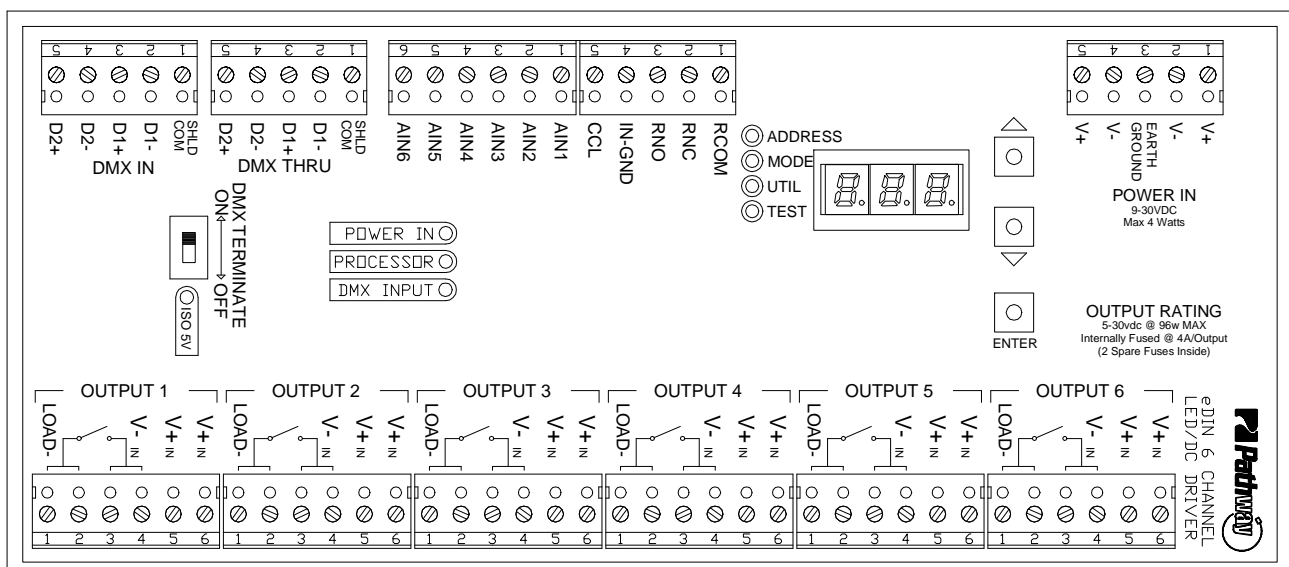 5 4 3 2 1
5 4 3 2 1
6 5 4 3 2 1
5 4 3 2 1
5 4 3 2 1
D2+ D2- D1+ D1- SHLD COM
DMX IN
D2+ D2- D1+ D1- SHLD COM
DMX THRU
AIN6 AIN5 AIN4 AIN3 AIN2 AIN1
CCL IN-GND RNO RNC RCOM
ADDRESS
MODE
UTIL
TEST
8. 8. 8.
V+ V- EARTH GROUND V- V+
POWER IN
9-30VDC
Max 4 Watts
DMX TERMINATE
ON OFF
ISO 5V
POWER IN
PROCESSOR
DMX INPUT
ENTER
OUTPUT RATING
5-30vdc @ 96w MAX
Internally Fused @ 4A/Output
(2 Spare Fuses Inside)
OUTPUT 1
LOAD- V- IN V+ IN V+ IN
1 2 3 4 5 6
OUTPUT 2
LOAD- V- IN V+ IN V+ IN
1 2 3 4 5 6
OUTPUT 3
LOAD- V- IN V+ IN V+ IN
1 2 3 4 5 6
OUTPUT 4
LOAD- V- IN V+ IN V+ IN
1 2 3 4 5 6
OUTPUT 5
LOAD- V- IN V+ IN V+ IN
1 2 3 4 5 6
OUTPUT 6
LOAD- V- IN V+ IN V+ IN
1 2 3 4 5 6
eDIN 6 CHANNEL
LED/DC DRIVER
Pathway